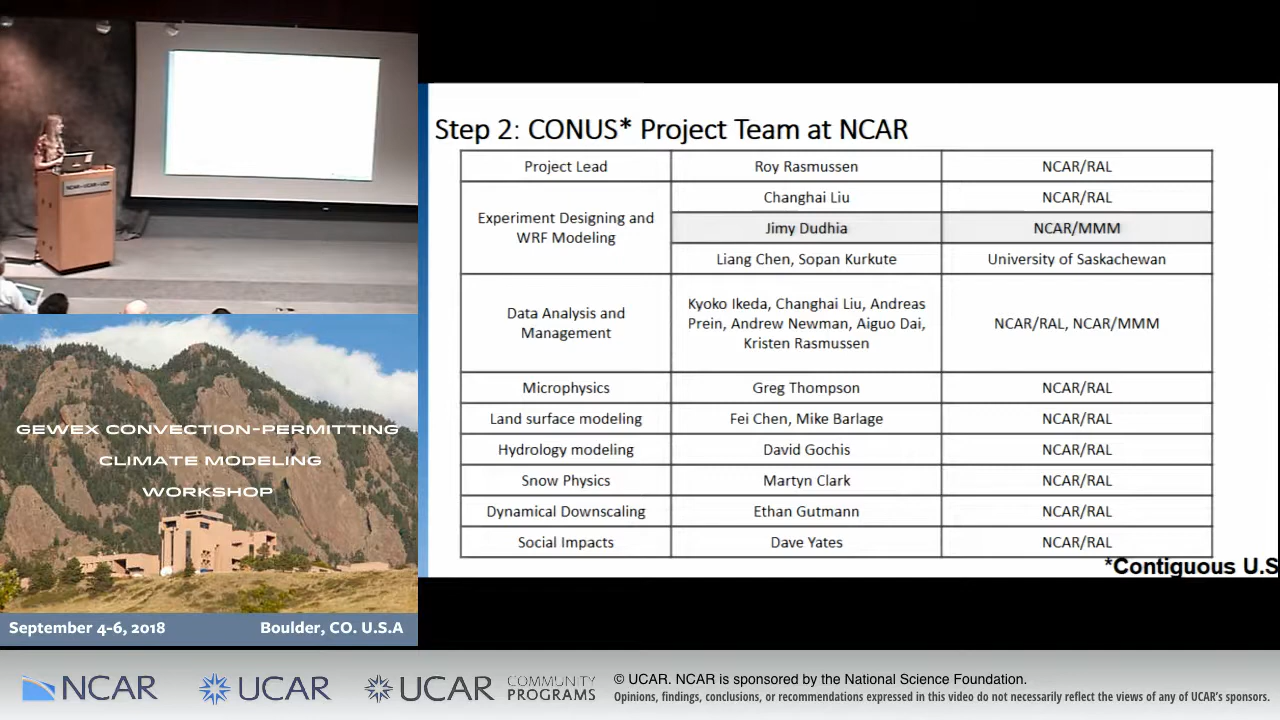 Step 2: CONUS* Project Team at NCAR
Project Lead
Roy Rasmussen
NCAR/RAL
Experiment Designing and
WRF Modeling
Changhai Liu
NCAR/RAL
Jimy Dudhia
NCAR/MMM
Liang Chen, Sopan Kurkute
University of Saskachewan
Data Analysis and
Management
Kyoko Ikeda, Changhai Liu, Andreas
Prein, Andrew Newman, Aiguo Dai,
Kristen Rasmussen
NCAR/RAL, NCAR/MMM
Microphysics
Greg Thompson
NCAR/RAL
Land surface modeling
Fei Chen, Mike Barlage
NCAR/RAL
Hydrology modeling
David Gochis
NCAR/RAL
Snow Physics
Martyn Clark
NCAR/RAL
Dynamical Downscaling
Ethan Gutmann
NCAR/RAL
Social Impacts
Dave Yates
NCAR/RAL
*Contiguous U.S
NCAR • UCAR • UCP
GEWEX CONVECTION-PERMITTING
CLIMATE MODELING
WORKSHOP
September 4-6, 2018
Boulder, CO. U.S.A
NCAR
UCAR
UCAR
COMMUNITY
PROGRAMS
© UCAR. NCAR is sponsored by the National Science Foundation.
Opinions, findings, conclusions, or recommendations expressed in this video do not necessarily reflect the views of any of UCAR's sponsors.